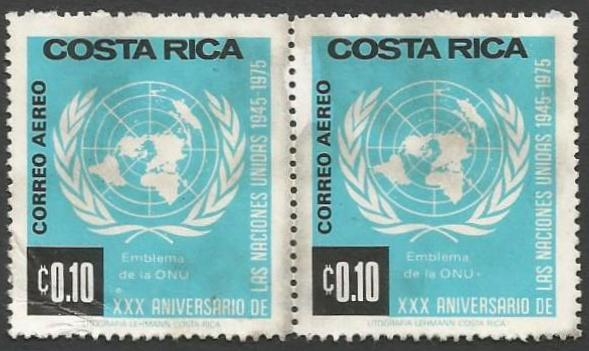 COSTA RICA
CORREO AEREO
Emblema
de la ONU
₡0.10
XXX ANIVERSARIO DE
LAS NACIONES UNIDAS 1945-1975
LITOGRAFIA LEHMANN COSTA RICA
COSTA RICA
CORREO AEREO
Emblema
de la ONU
₡0.10
XXX ANIVERSARIO DE
LAS NACIONES UNIDAS 1945-1975
LITOGRAFIA LEHMANN COSTA RICA